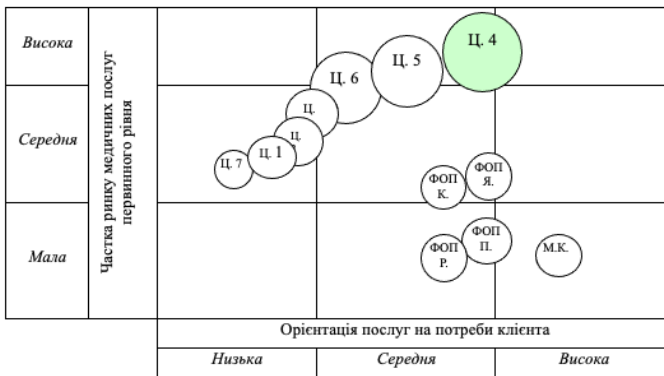 Висока
Середня
Мала
Частка ринку медичних послуг
первинного рівня
Ц. 4
Ц. 5
Ц. 6
Ц.
Ц.
Ц. 1
Ц. 7
ФОП
Я.
ФОП
К.
ФОП
П.
ФОП
Р.
М.К.
Орієнтація послуг на потреби клієнта
Низька
Середня
Висока